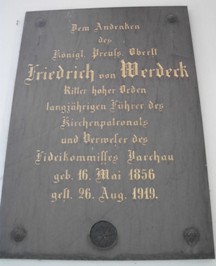 Dem Andenken
des
Königl. Preuss. Oberst
Friedrich von Werdeck
Ritter hoher Orden
langjährigen Führer des
Kirchenpatronats
und Verweser des
Fideikommisses Darchau
geb. 16. Mai 1856
gest. 26. Aug. 1919.